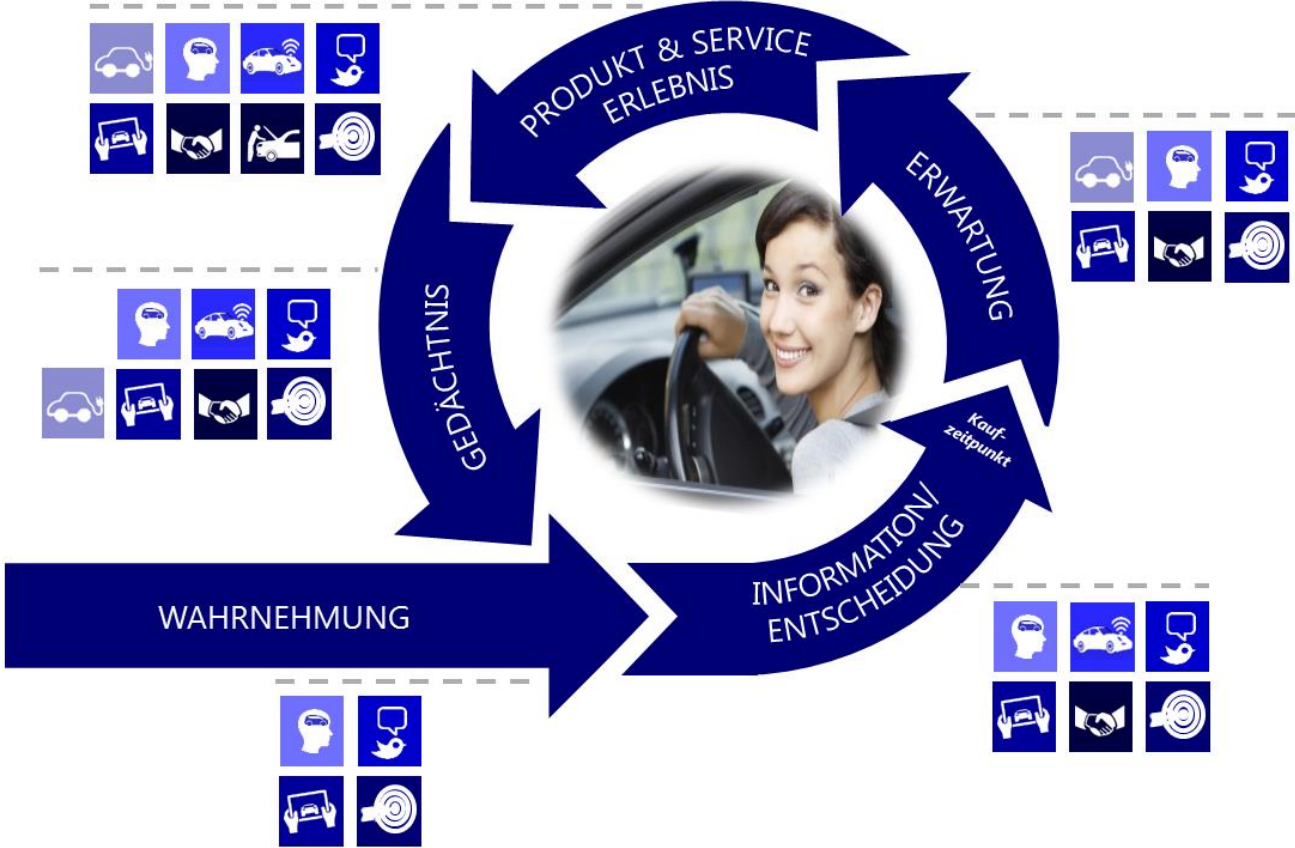 PRODUKT & SERVICE
ERLEBNIS
ERWARTUNG
GEDÄCHTNIS
Kauf-
zeitpunkt
INFORMATION/
ENTSCHEIDUNG
WAHRNEHMUNG